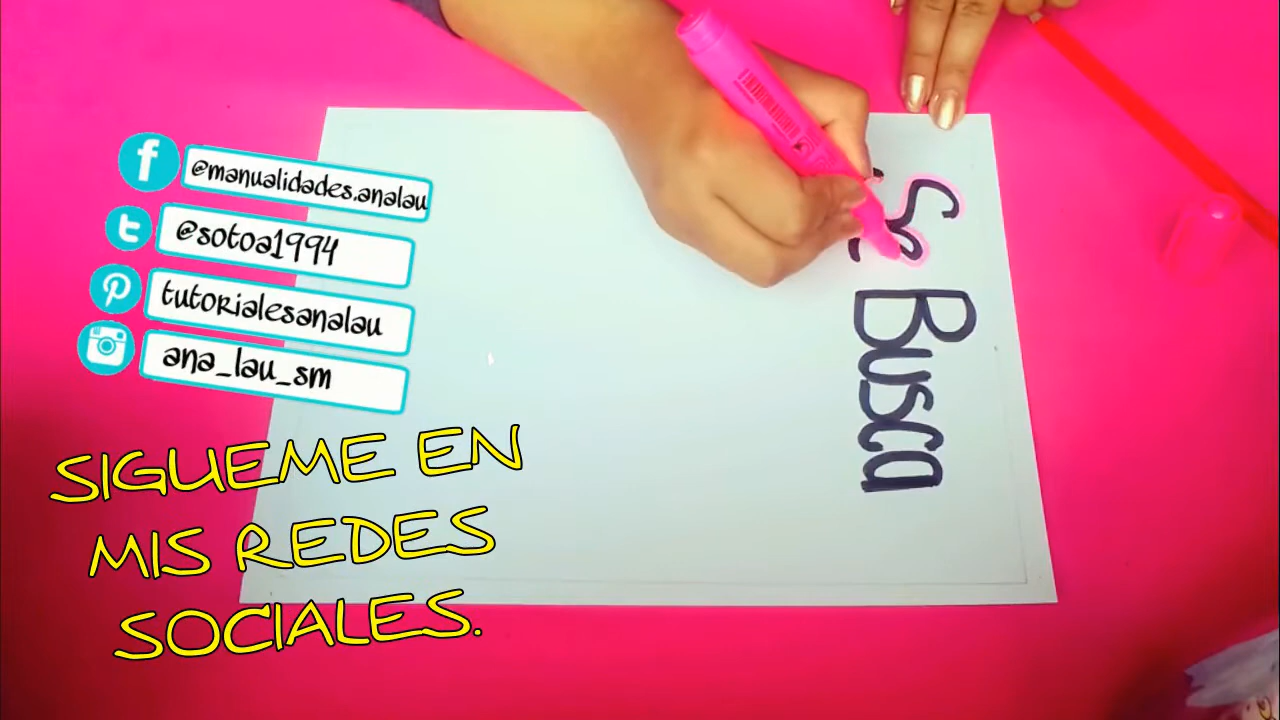 @manualidades.analau
@sotoa1994
tutorialesanalau
ana_lau_sm
SIGUEME EN
MIS REDES
SOCIALES.
Se Busca